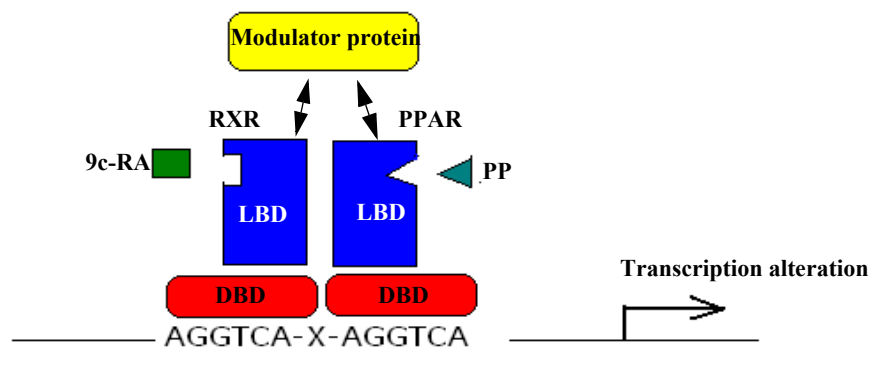 Modulator protein
RXR
PPAR
9c-RA
PP
LBD
LBD
Transcription alteration
DBD
DBD
AGGTCA-X-AGGTCA